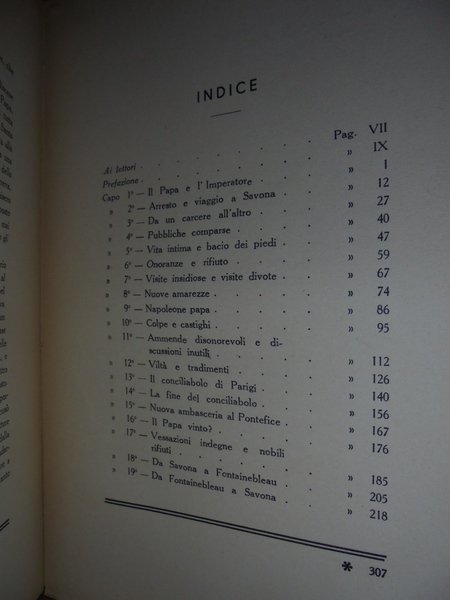 che
Papa,
INDICE
Ai lettori . . . . . . . Pag. VII
Prefazione . . . . . . . » IX
Capo 1° — Il Papa e l'Imperatore . . . » 1
» 2° — Arresto e viaggio a Savona . . » 12
» 3° — Da un carcere all'altro . . . » 27
» 4° — Pubbliche comparse . . . . » 40
» 5° — Vita intima e bacio dei piedi . . » 47
» 6° — Onoranze e rifiuto . . . . » 59
» 7° — Visite insidiose e visite divote . . » 67
» 8° — Nuove amarezze . . . . » 74
» 9° — Napoleone papa . . . . » 86
» 10° — Colpe e castighi . . . . » 95
» 11° — Ammende disonorevoli e di-
scussioni inutili . . . . » 112
» 12° — Viltà e tradimenti . . . . » 126
» 13° — Il conciliabolo di Parigi . . . » 140
» 14° — La fine del conciliabolo . . . » 156
» 15° — Nuova ambasceria al Pontefice . . » 167
» 16° — Il Papa vinto? . . . . » 176
» 17° — Vessazioni indegne e nobili
rifiuti . . . . . » 185
» 18° — Da Savona a Fontainebleau . . » 205
» 19° — Da Fontainebleau a Savona . . » 218
* 307